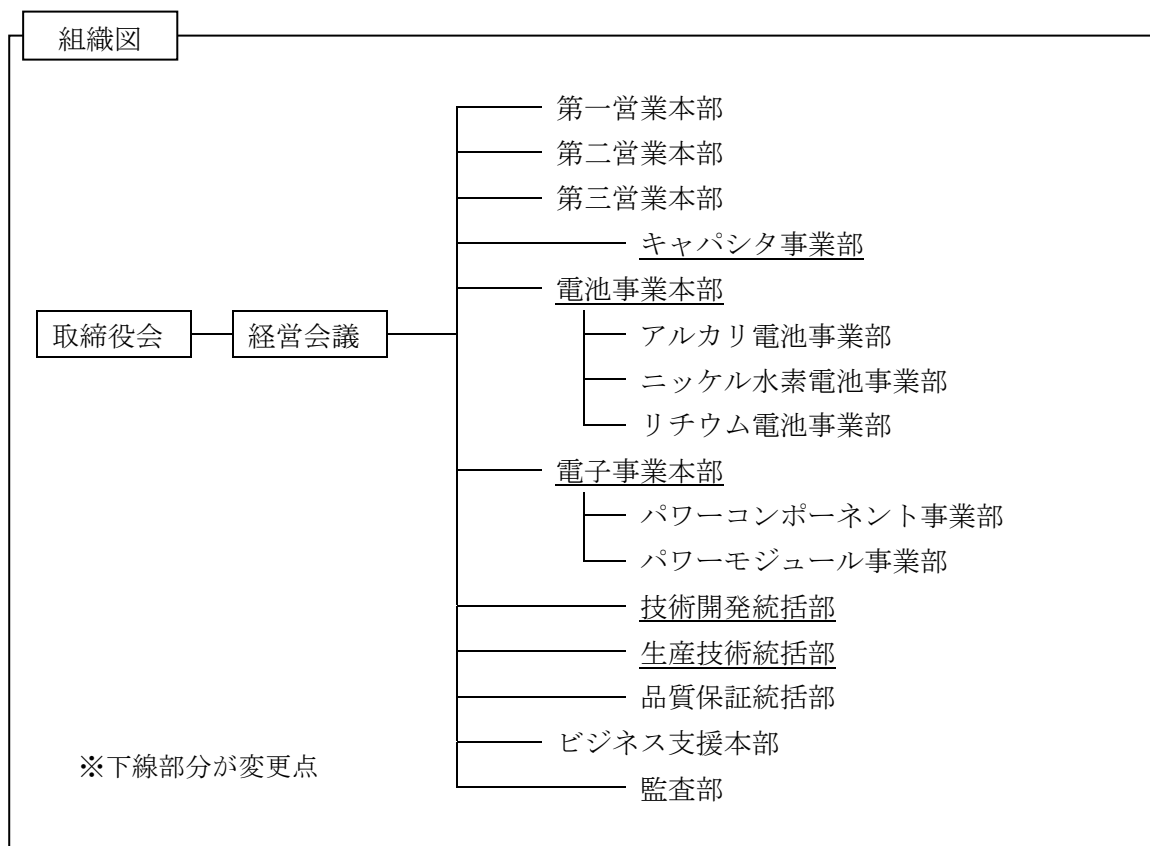 組織図
第一営業本部
第二営業本部
第三営業本部
キャパシタ事業部
電池事業本部
取締役会
経営会議
アルカリ電池事業部
ニッケル水素電池事業部
リチウム電池事業部
電子事業本部
パワーコンポーネント事業部
パワーモジュール事業部
技術開発統括部
生産技術統括部
品質保証統括部
ビジネス支援本部
※下線部分が変更点
監査部